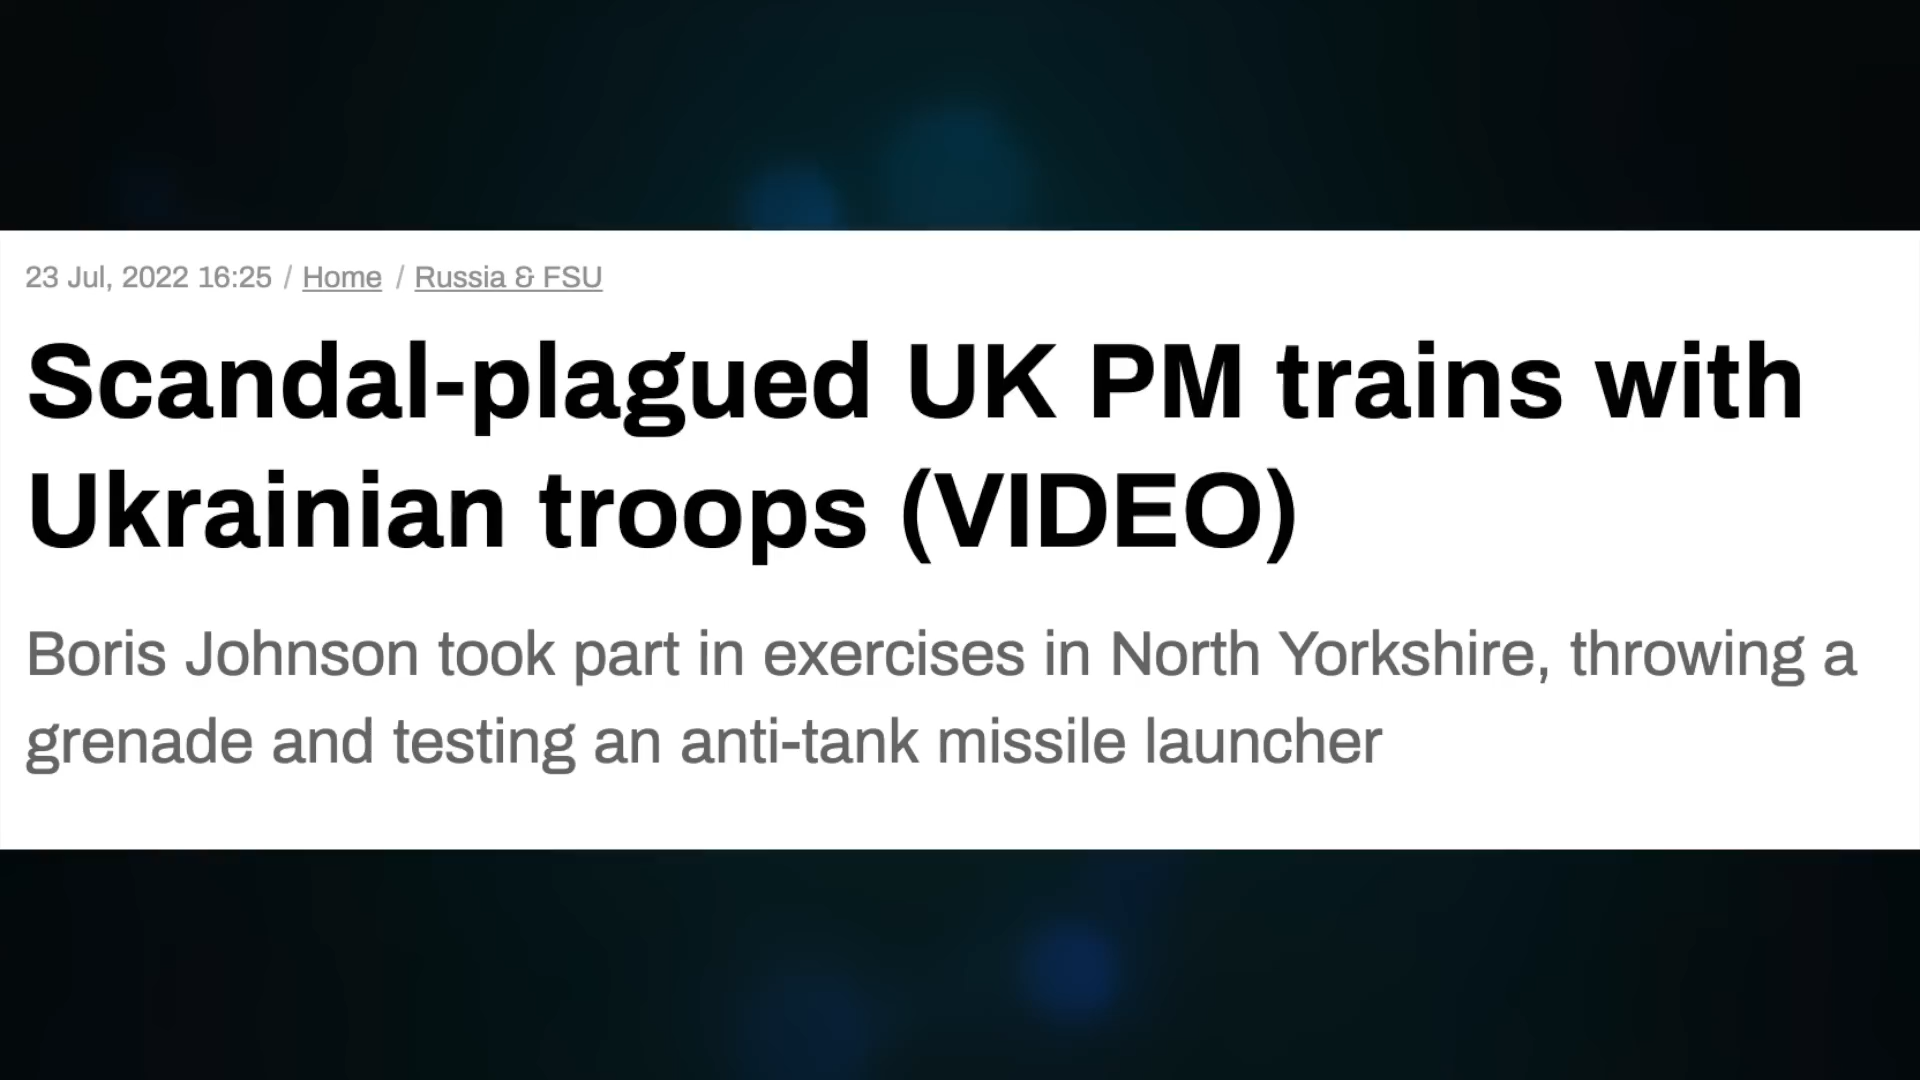 23 Jul, 2022 16:25 / Home / Russia & FSU
Scandal-plagued UK PM trains with
Ukrainian troops (VIDEO)
Boris Johnson took part in exercises in North Yorkshire, throwing a
grenade and testing an anti-tank missile launcher